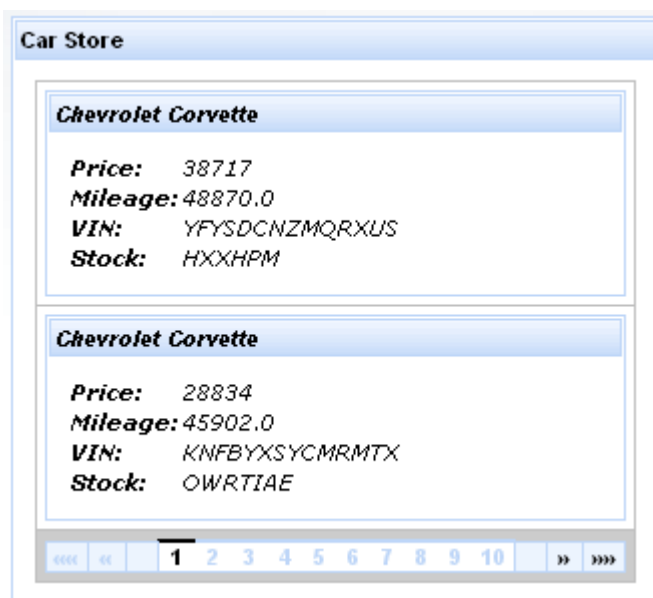 Car Store
Chevrolet Corvette
Price: 38717
Mileage: 48870.0
VIN: YFYSDCNZMQRXUS
Stock: HXXHPM
Chevrolet Corvette
Price: 28834
Mileage: 45902.0
VIN: KNFBYXSYCMRMTX
Stock: OWRTIAE
«« « 1 2 3 4 5 6 7 8 9 10 » »»